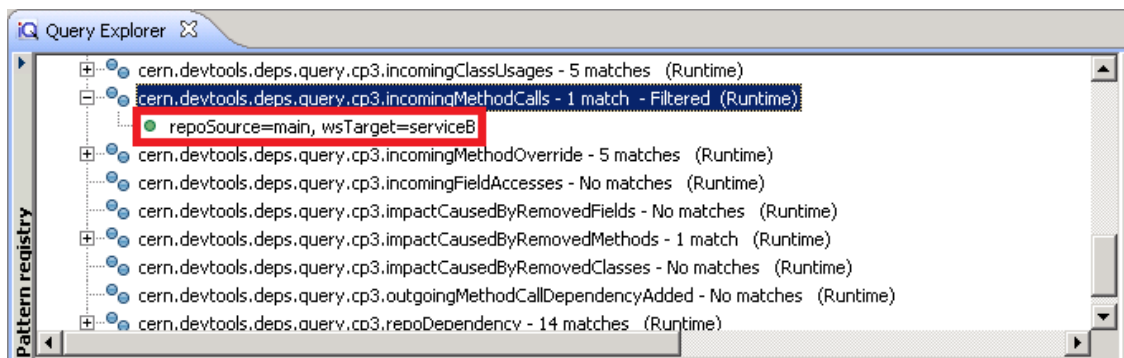 iQ Query Explorer
cern.devtools.deps.query.cp3.incomingClassUsages - 5 matches (Runtime)
cern.devtools.deps.query.cp3.incomingMethodCalls - 1 match - Filtered (Runtime)
repoSource=main, wsTarget=serviceB
cern.devtools.deps.query.cp3.incomingMethodOverride - 5 matches (Runtime)
cern.devtools.deps.query.cp3.incomingFieldAccesses - No matches (Runtime)
cern.devtools.deps.query.cp3.impactCausedByRemovedFields - No matches (Runtime)
cern.devtools.deps.query.cp3.impactCausedByRemovedMethods - 1 match (Runtime)
cern.devtools.deps.query.cp3.impactCausedByRemovedClasses - No matches (Runtime)
cern.devtools.deps.query.cp3.outgoingMethodCallDependencyAdded - No matches (Runtime)
cern.devtools.deps.query.cp3.repoDependency - 14 matches (Runtime)
Pattern registry